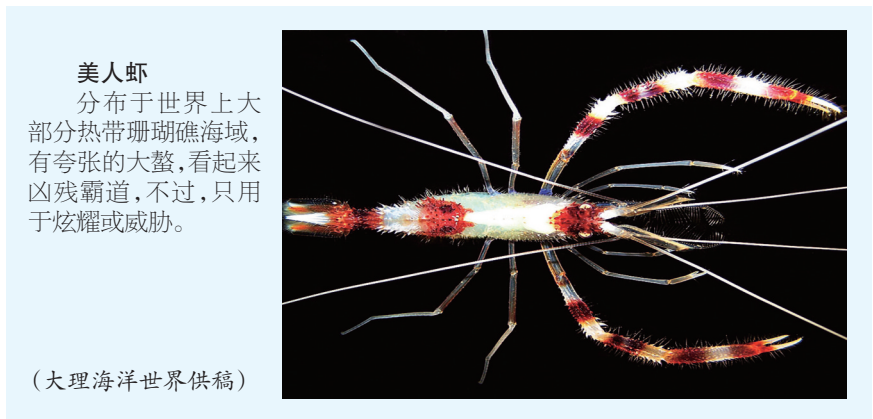 美人虾
分布于世界上大
部分热带珊瑚礁海域，
有夸张的大螯，看起来
凶残霸道，不过，只用
于炫耀或威胁。
（大理海洋世界供稿）